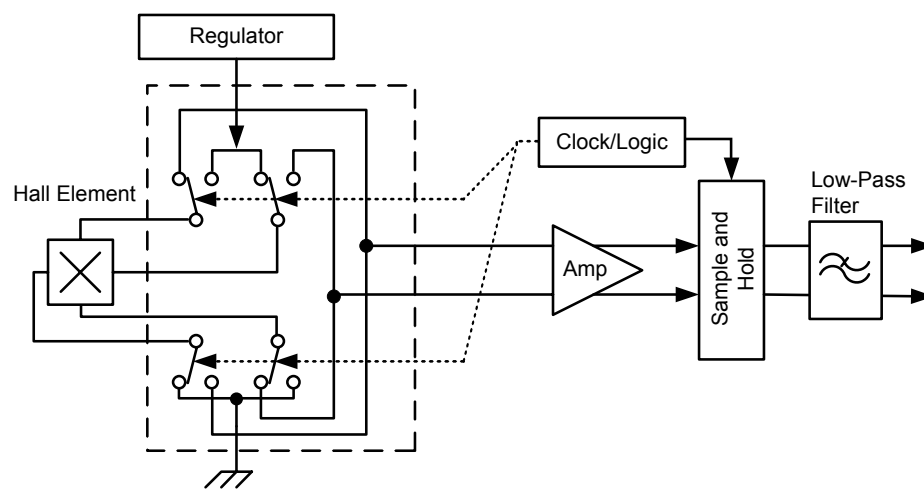 Regulator
Clock/Logic
Hall Element
Low-Pass
Filter
Amp
Sample and
Hold